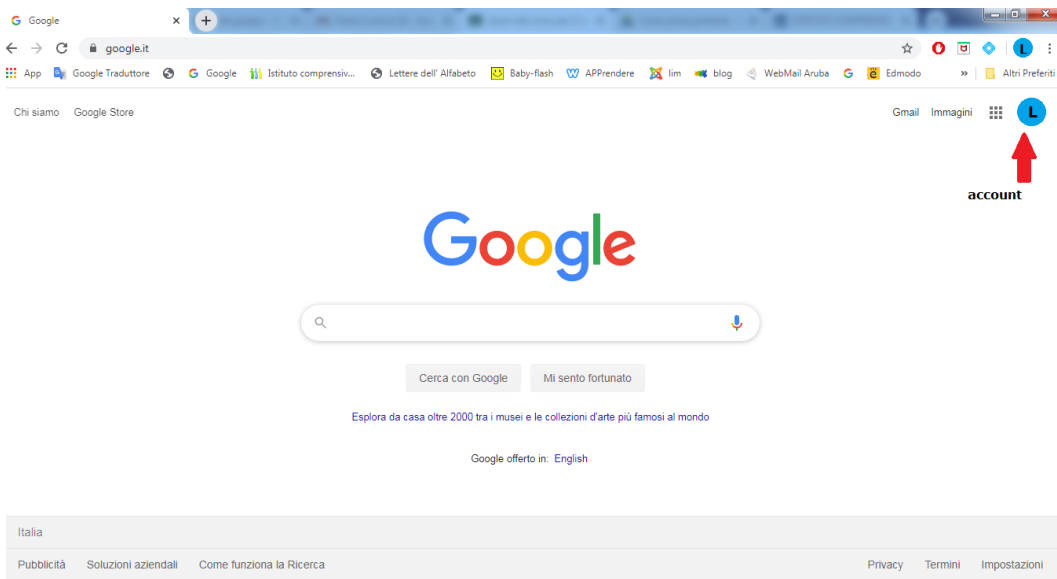 Google
google.it
App Google Traduttore Google Istituto comprensiv... Lettere dell' Alfabeto Baby-flash APPrendere lim blog WebMail Aruba Edmodo » Altri Preferiti
Chi siamo Google Store Gmail Immagini L
account
Google
Cerca con Google Mi sento fortunato
Esplora da casa oltre 2000 tra i musei e le collezioni d'arte più famosi al mondo
Google offerto in: English
Italia
Pubblicità Soluzioni aziendali Come funziona la Ricerca Privacy Termini Impostazioni